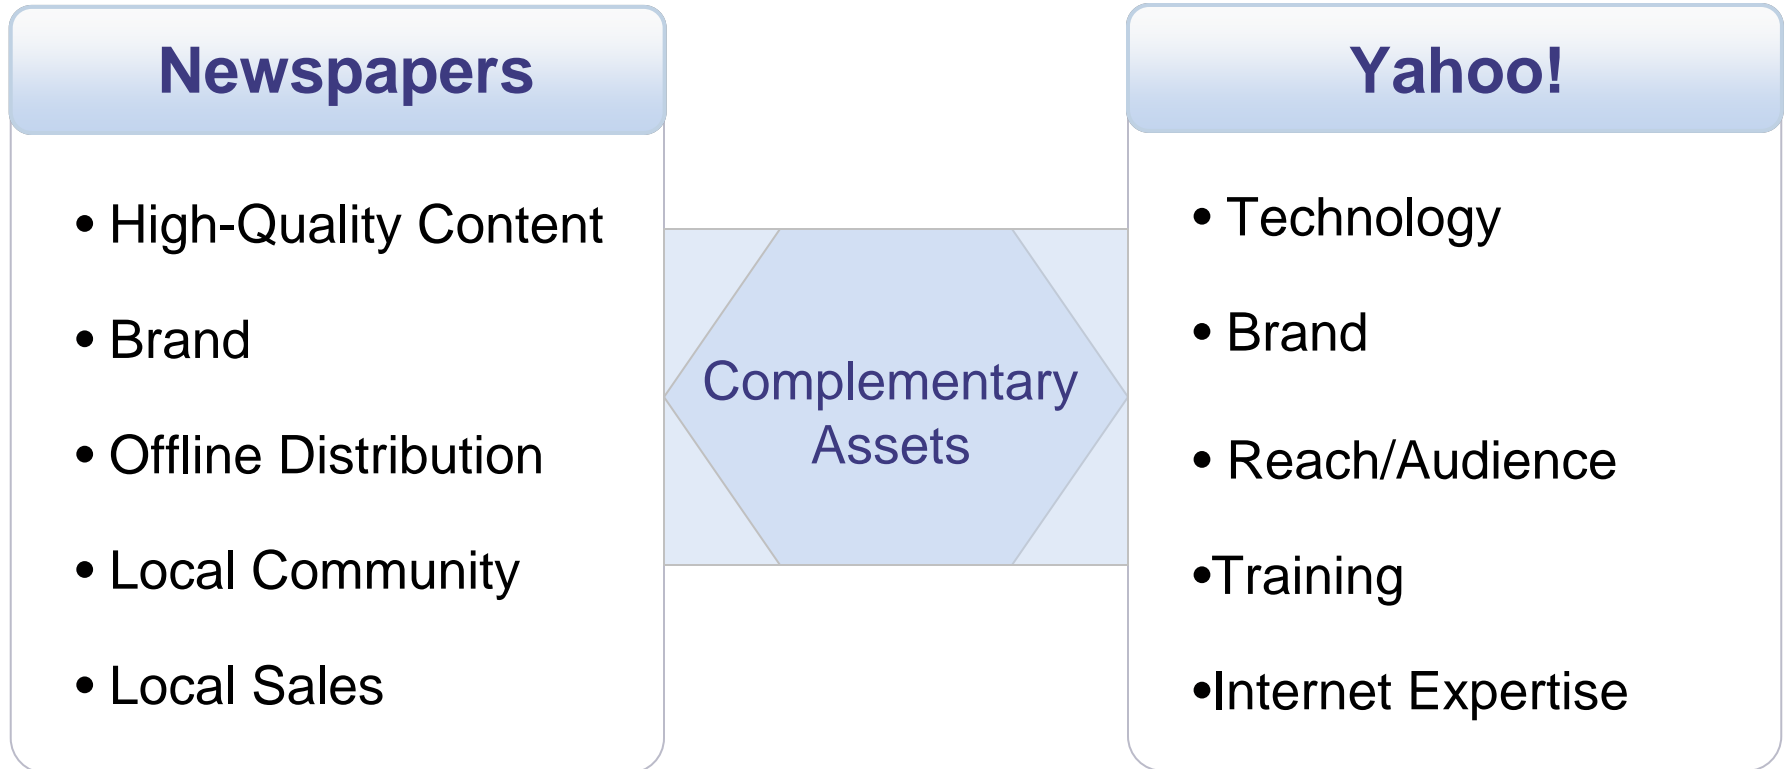 Newspapers
• High-Quality Content
• Brand
• Offline Distribution
• Local Community
• Local Sales
Complementary
Assets
Yahoo!
• Technology
• Brand
• Reach/Audience
•Training
•Internet Expertise